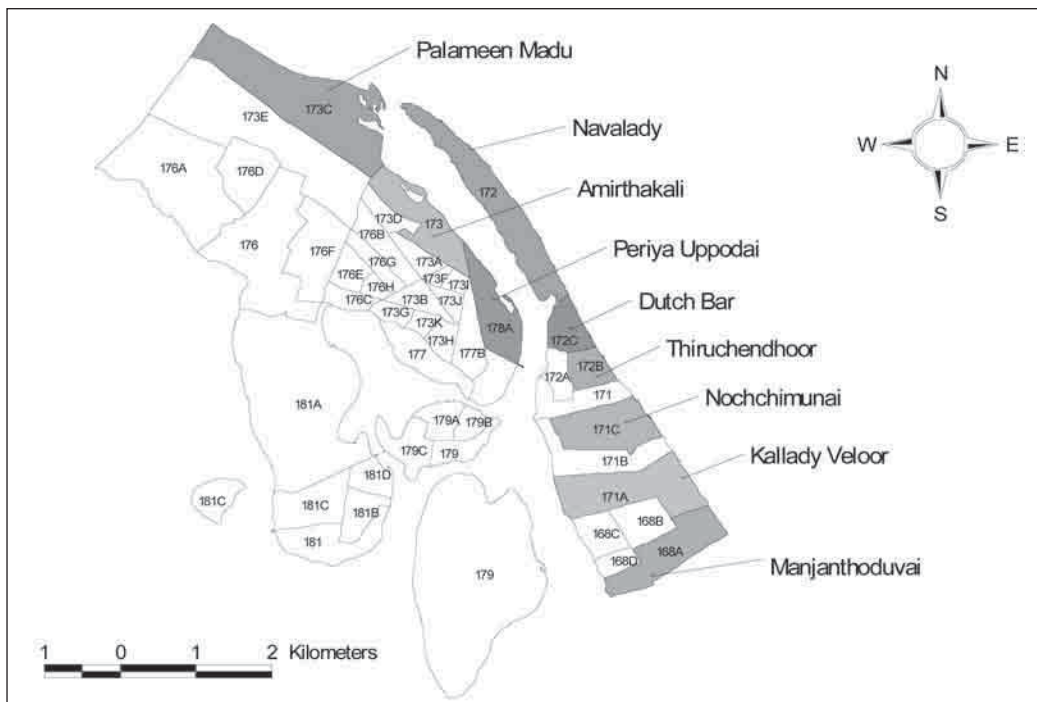 Palameen Madu
N
173C
173E
Navalady
W
E
176A
176D
172
Amirthakali
S
173D
173
176B
176
176F
173A
Periya Uppodai
176G
173F
173I
176E
176H
176C
173B
173J
Dutch Bar
173G
173K
178A
172C
173H
Thiruchendhoor
177
177B
172B
172A
171
Nochchimunai
181A
179A
179B
171C
179C
179
171B
Kallady Veloor
181D
171A
181C
181C
181B
168B
168C
181
168A
168D
179
Manjanthoduvai
1 0 1 2 Kilometers